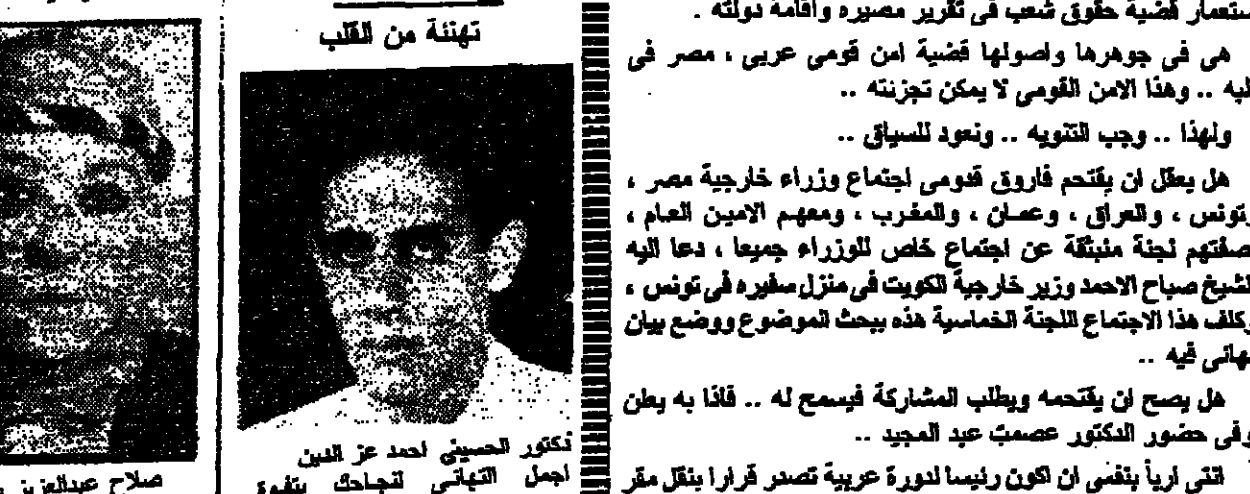 ستعمار قضية حقوق شعب فى تقرير مصيره واقامة دولته .
هى فى جوهرها واصولها قضية امن قومى عربى ، مصر فى
لبه .. وهذا الامن القومى لا يمكن تجزئته ..
ولهذا .. وجب التنويه .. ونعود للسياق ..
هل يعقل ان يقتحم فاروق قدومى اجتماع وزراء خارجية مصر ،
وتونس ، والعراق ، وعمان ، والمغرب ، ومعهم الامين العام ،
بصفتهم لجنة منبثقة عن اجتماع خاص للوزراء جميعا ، دعا اليه
الشيخ صباح الاحمد وزير خارجية الكويت فى منزل سفيره فى تونس ،
وكلف هذا الاجتماع اللجنة الخماسية هذه ببحث الموضوع ووضع بيان
نهائى فيه ..
هل يصح ان يقتحمه ويطلب المشاركة فيسمح له .. فاذا به يعلن
وفى حضور الدكتور عصمت عبد المجيد ..
اننى اربأ بنفسى ان اكون رئيسا لدورة عربية تصدر قرارا بنقل مقر
تهنئة من القلب
دكتور الحسينى احمد عز الدين
اجمل التهانى لنجاحك بتفوق
صلاح عبدالعزيز